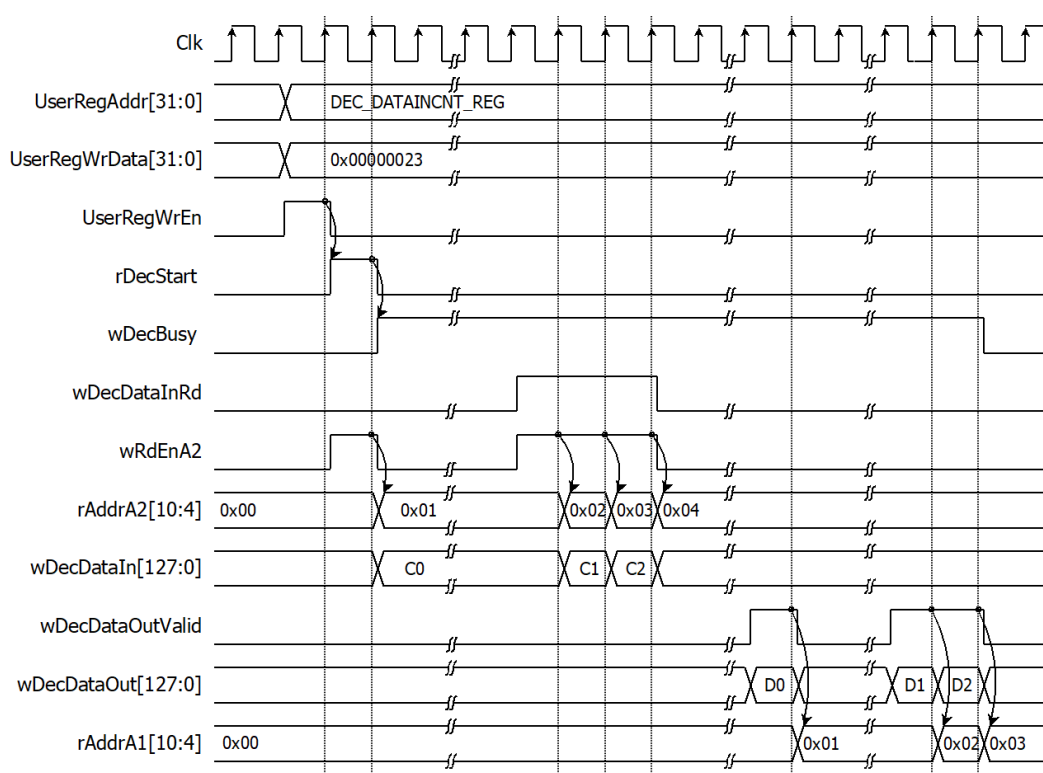 Clk
UserRegAddr[31:0] DEC_DATAINCNT_REG
UserRegWrData[31:0] 0x00000023
UserRegWrEn
rDecStart
wDecBusy
wDecDataInRd
wRdEnA2
rAddrA2[10:4] 0x00 0x01 0x02 0x03 0x04
wDecDataIn[127:0] C0 C1 C2
wDecDataOutValid
wDecDataOut[127:0] D0 D1 D2
rAddrA1[10:4] 0x00 0x01 0x02 0x03